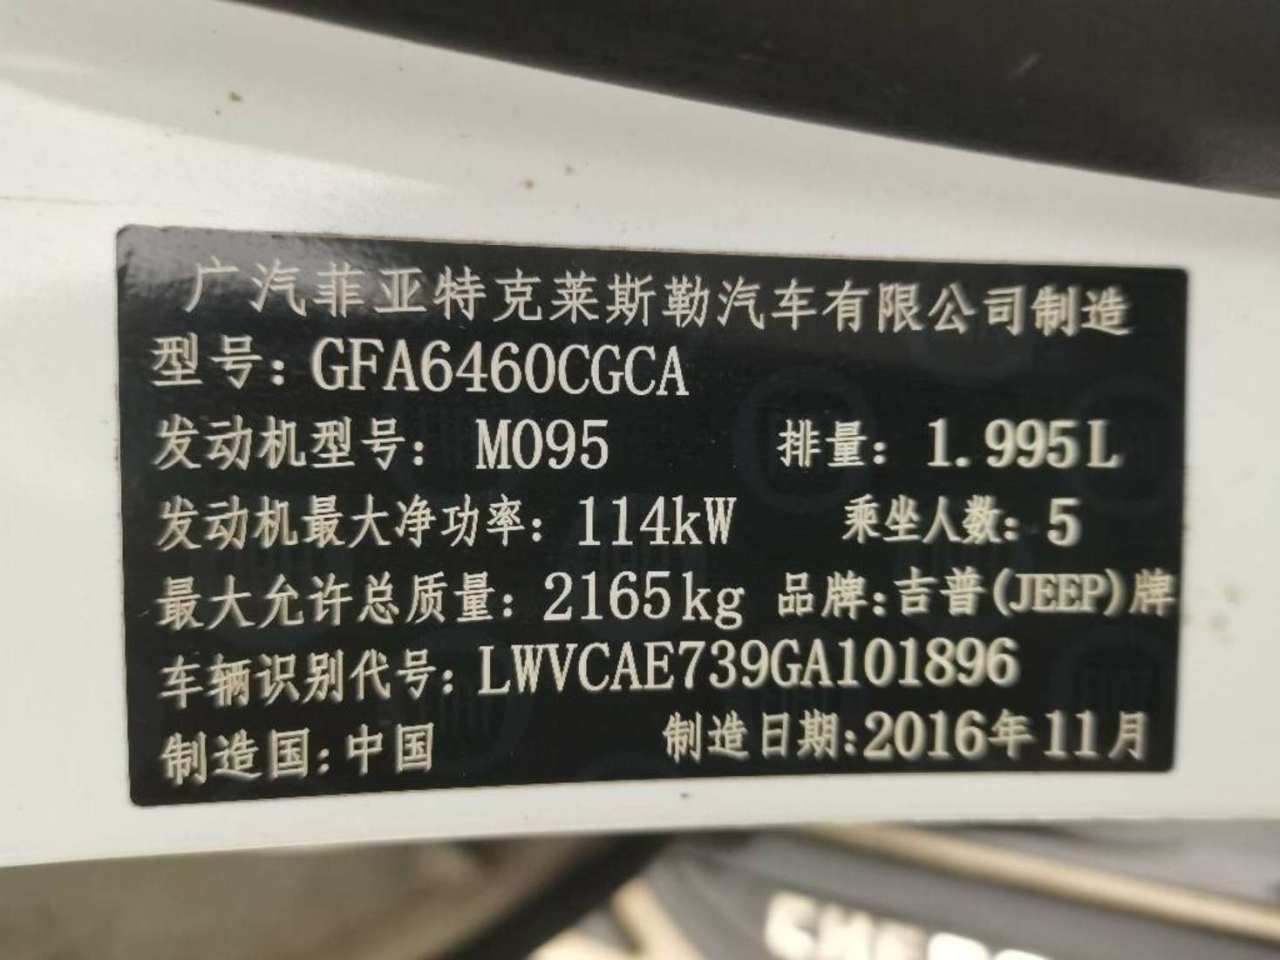 广汽菲亚特克莱斯勒汽车有限公司制造
型号: GFA6460CGCA
发动机型号: M095 排量: 1.995L
发动机最大净功率: 114kW 乘坐人数: 5
最大允许总质量: 2165kg 品牌:吉普(JEEP)牌
车辆识别代号: LWVCAE739GA101896
制造国:中国 制造日期:2016年11月